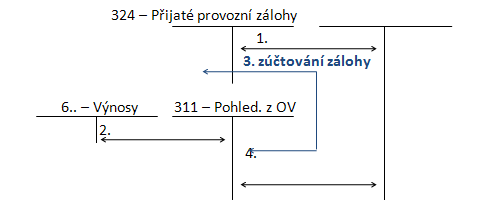 324 – Přijaté provozní zálohy
1.
3. zúčtování zálohy
6.. – Výnosy
311 – Pohled. z OV
2.
4.